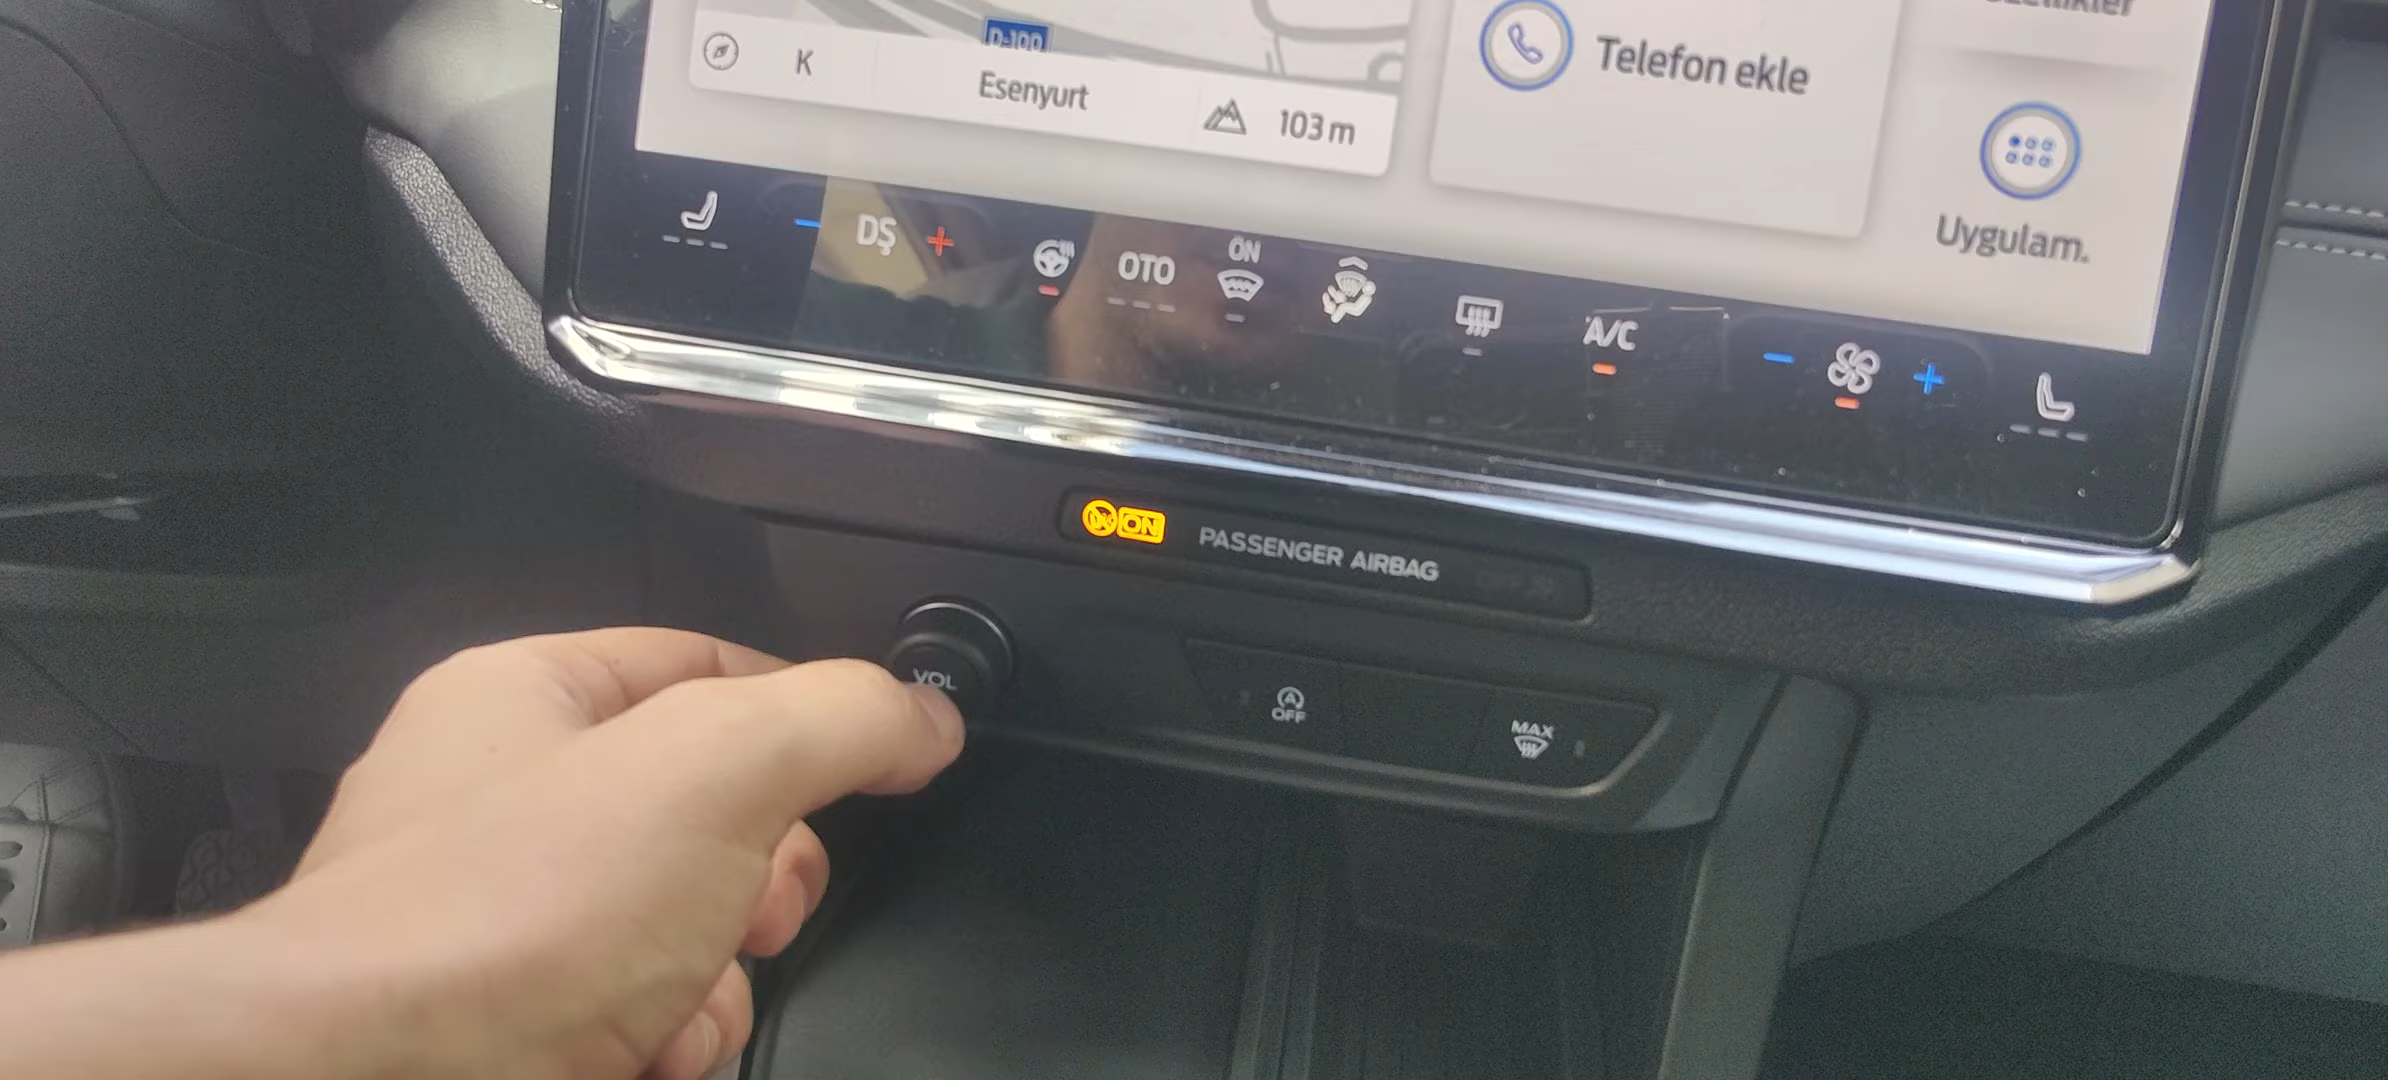 D-100
K
Esenyurt
103 m
Telefon ekle
Uygulam.
DŞ
OTO
ÖN
A/C
ON
PASSENGER AIRBAG
VOL
A
OFF
MAX